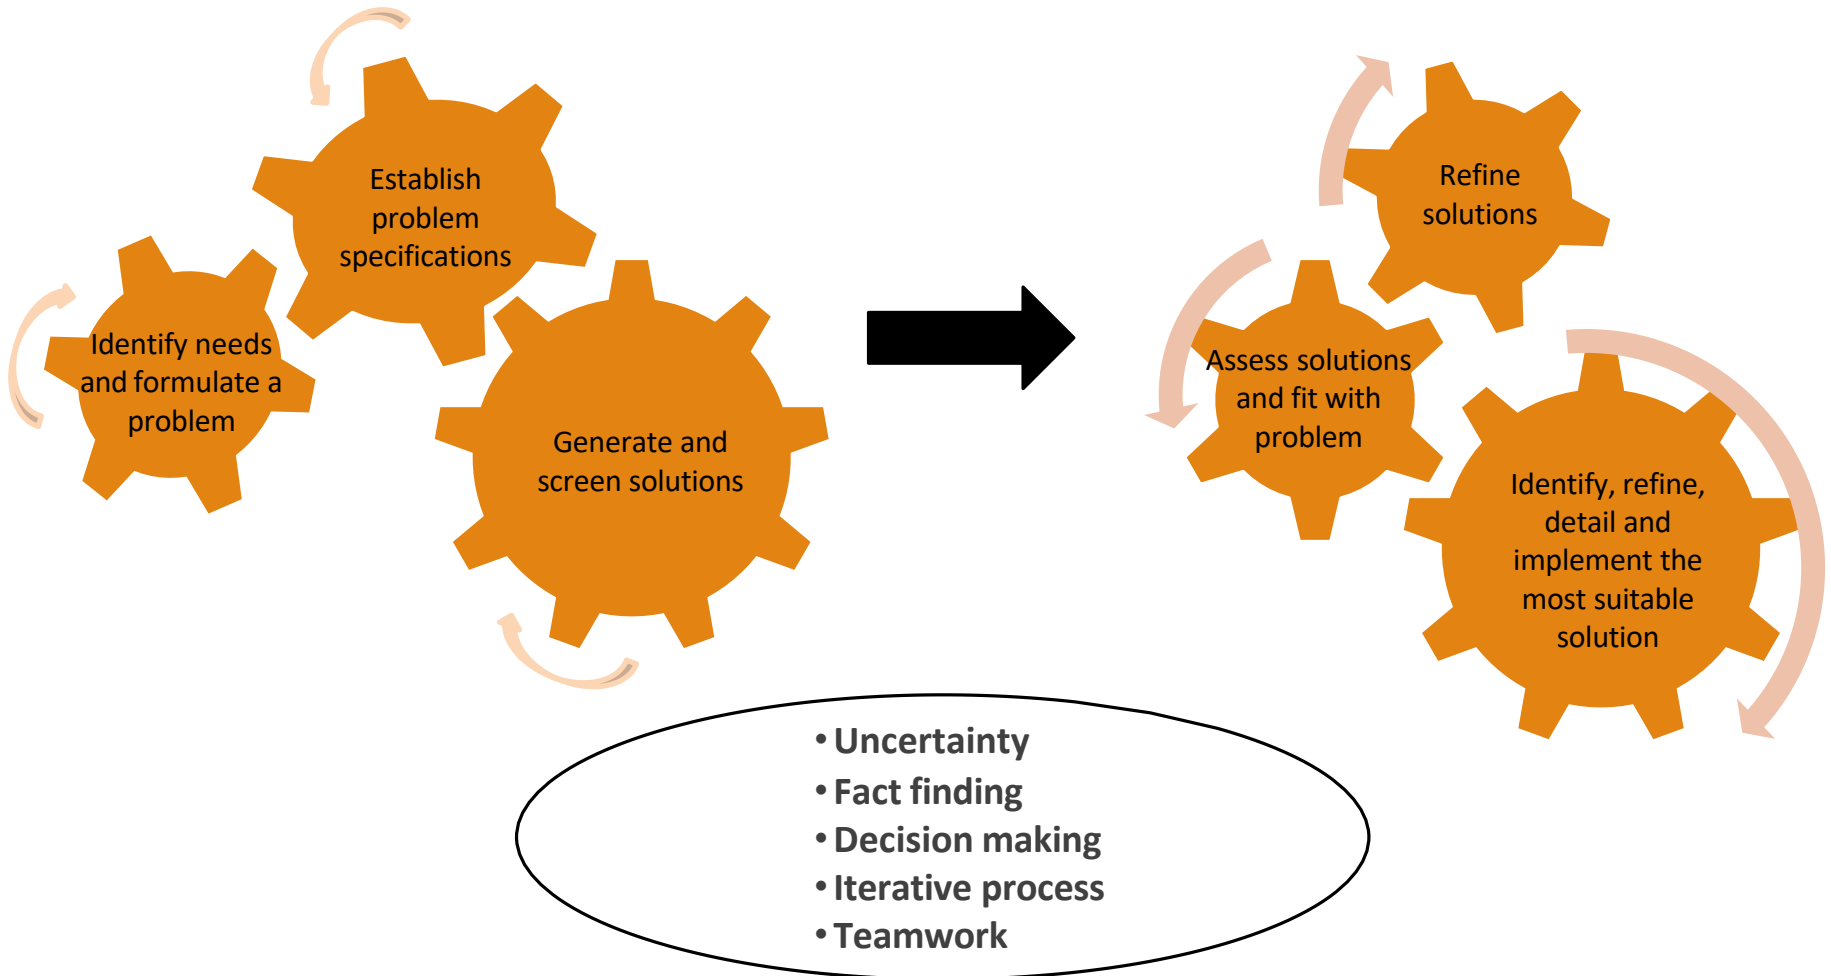 Establish
problem
specifications
Identify needs
and formulate a
problem
Generate and
screen solutions
Refine
solutions
Assess solutions
and fit with
problem
Identify, refine,
detail and
implement the
most suitable
solution
• Uncertainty
• Fact finding
• Decision making
• Iterative process
• Teamwork